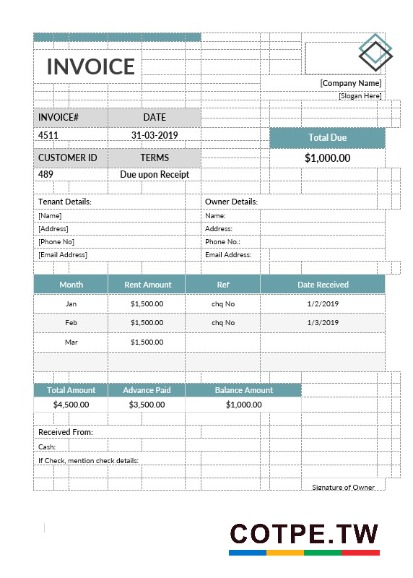 INVOICE
[Company Name]
[Slogan Here]
INVOICE# DATE
4511 31-03-2019
Total Due
CUSTOMER ID TERMS
$1,000.00
489 Due upon Receipt
Tenant Details: Owner Details:
[Name] Name:
[Address] Address:
[Phone No] Phone No.:
[Email Address] Email Address:
Month Rent Amount Ref Date Received
Jan $1,500.00 chq No 1/2/2019
Feb $1,500.00 chq No 1/3/2019
Mar $1,500.00
Total Amount Advance Paid Balance Amount
$4,500.00 $3,500.00 $1,000.00
Received From:
Cash:
If Check, mention check details:
Signature of Owner
COTPE.TW